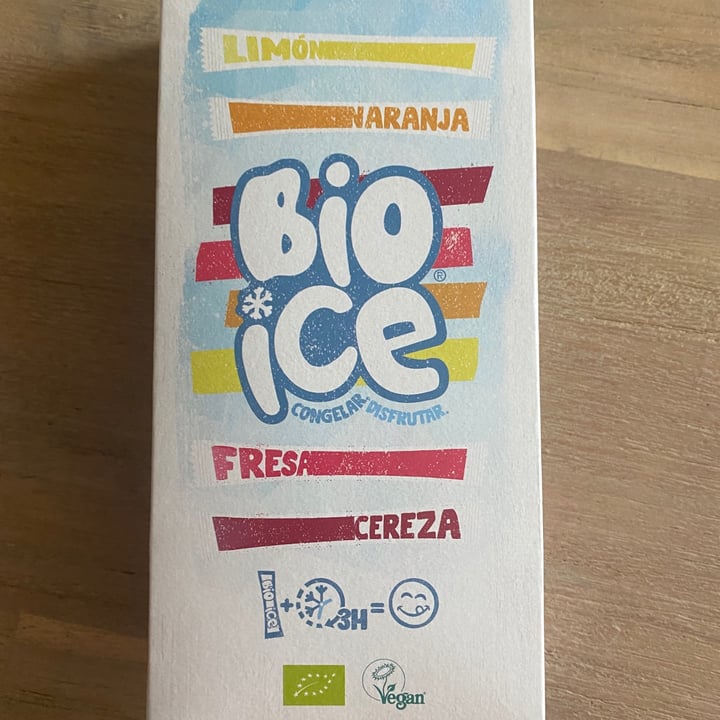 LIMÓN
NARANJA
Bio
ice
®
CONGELAR DISFRUTAR.
FRESA
CEREZA
BIO ICE + 3H =
Vegan